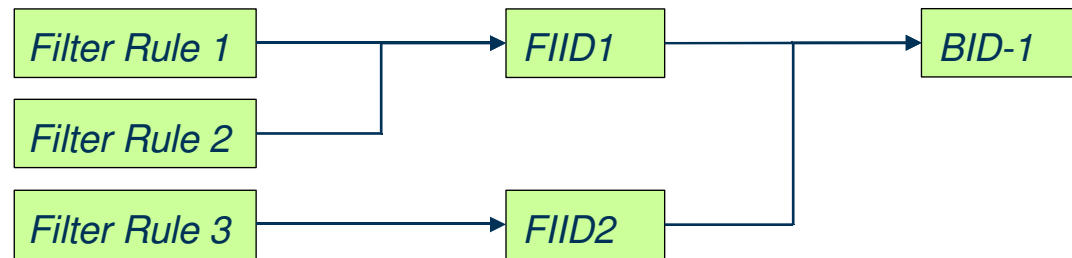 Filter Rule 1
FIID1
BID-1
Filter Rule 2
Filter Rule 3
FIID2